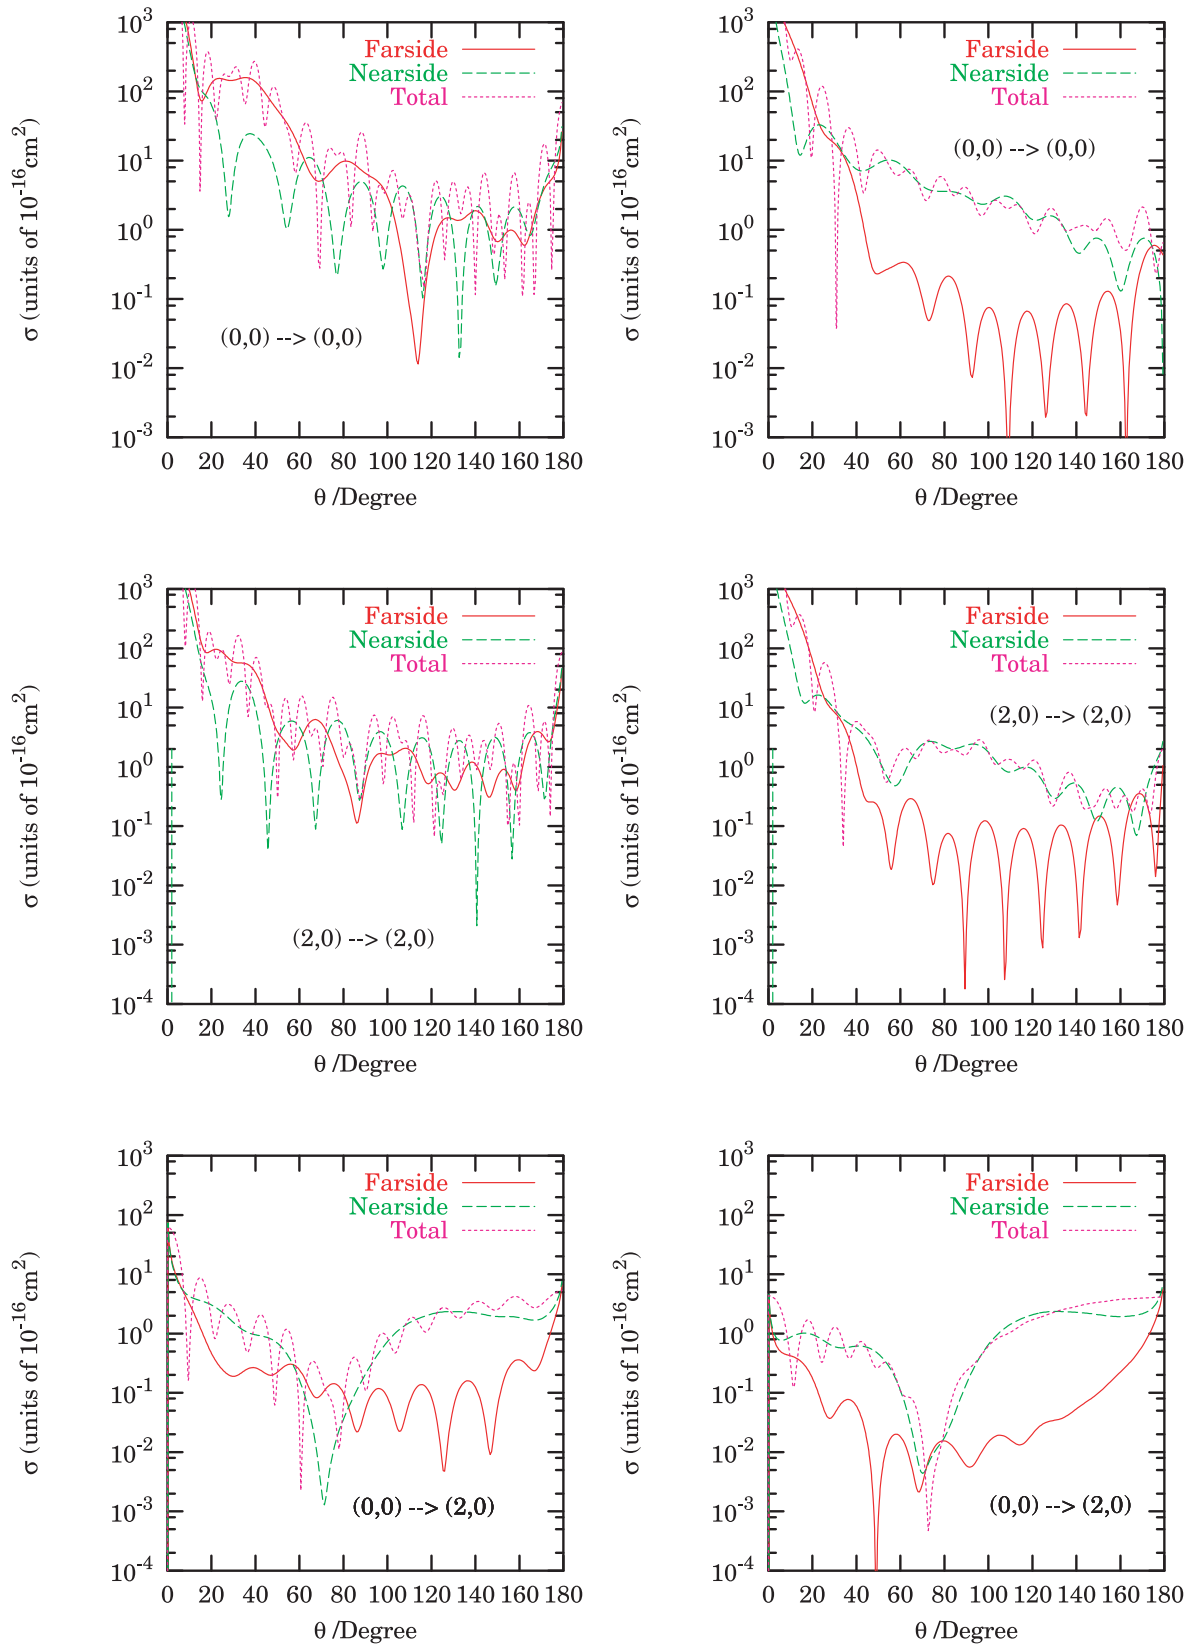 σ (units of 10⁻¹⁶cm²)
10³
10²
10¹
10⁰
10⁻¹
10⁻²
10⁻³
Farside
Nearside
Total
(0,0) --> (0,0)
0 20 40 60 80 100 120 140 160 180
θ /Degree
σ (units of 10⁻¹⁶cm²)
10³
10²
10¹
10⁰
10⁻¹
10⁻²
10⁻³
Farside
Nearside
Total
(0,0) --> (0,0)
0 20 40 60 80 100 120 140 160 180
θ /Degree
σ (units of 10⁻¹⁶cm²)
10³
10²
10¹
10⁰
10⁻¹
10⁻²
10⁻³
10⁻⁴
Farside
Nearside
Total
(2,0) --> (2,0)
0 20 40 60 80 100 120 140 160 180
θ /Degree
σ (units of 10⁻¹⁶cm²)
10³
10²
10¹
10⁰
10⁻¹
10⁻²
10⁻³
10⁻⁴
Farside
Nearside
Total
(2,0) --> (2,0)
0 20 40 60 80 100 120 140 160 180
θ /Degree
σ (units of 10⁻¹⁶cm²)
10³
10²
10¹
10⁰
10⁻¹
10⁻²
10⁻³
10⁻⁴
Farside
Nearside
Total
(0,0) --> (2,0)
0 20 40 60 80 100 120 140 160 180
θ /Degree
σ (units of 10⁻¹⁶cm²)
10³
10²
10¹
10⁰
10⁻¹
10⁻²
10⁻³
10⁻⁴
Farside
Nearside
Total
(0,0) --> (2,0)
0 20 40 60 80 100 120 140 160 180
θ /Degree